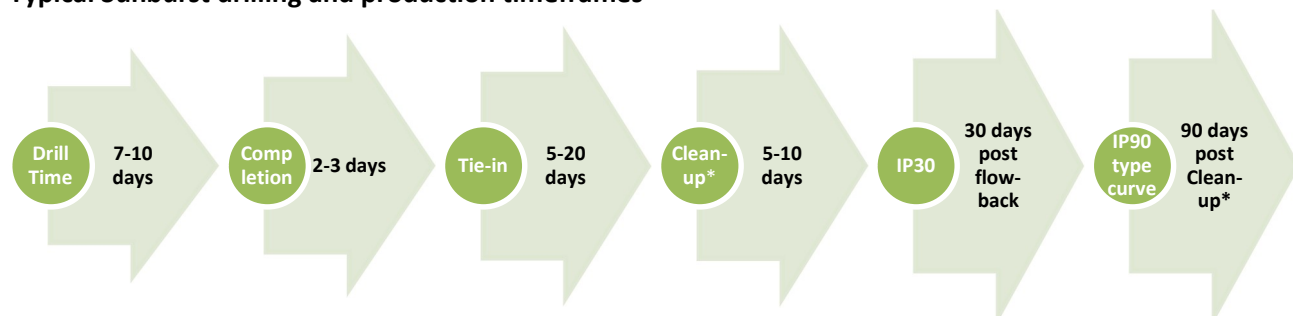 Typical Sunburst drilling and production timeframes
Drill
Time
7-10
days
Comp
letion
2-3 days
Tie-in
5-20
days
Clean-
up*
5-10
days
IP30
30 days
post
flow-
back
IP90
type
curve
90 days
post
Clean-
up*